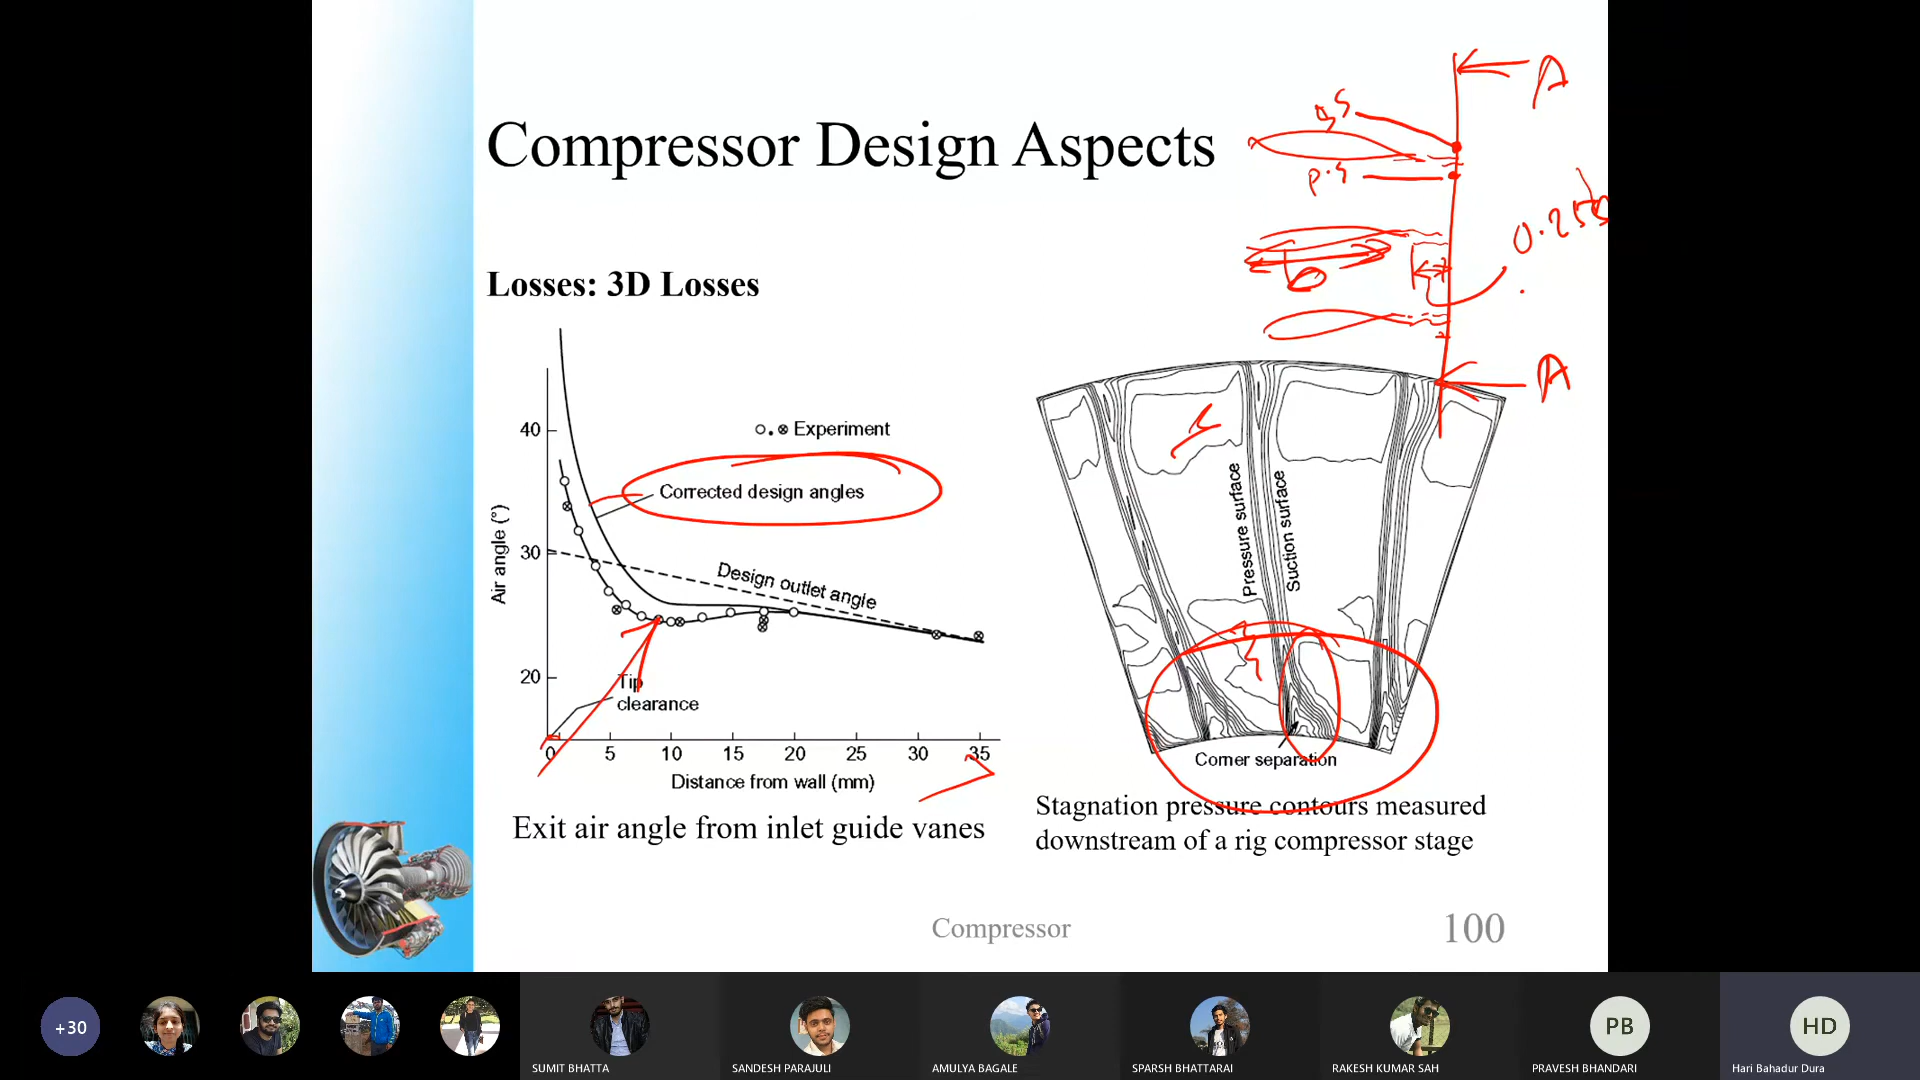 Compressor Design Aspects
A
s.s
p.s
0.25b
b
A
Losses: 3D Losses
40
Experiment
Corrected design angles
30
Air angle (°)
Design outlet angle
20
Tip
clearance
0 5 10 15 20 25 30 35
Distance from wall (mm)
Exit air angle from inlet guide vanes
Pressure surface
Suction surface
Corner separation
Stagnation pressure contours measured
downstream of a rig compressor stage
Compressor
100
+30
SUMIT BHATTA
SANDESH PARAJULI
AMULYA BAGALE
SPARSH BHATTARAI
RAKESH KUMAR SAH
PB
PRAVESH BHANDARI
HD
Hari Bahadur Dura